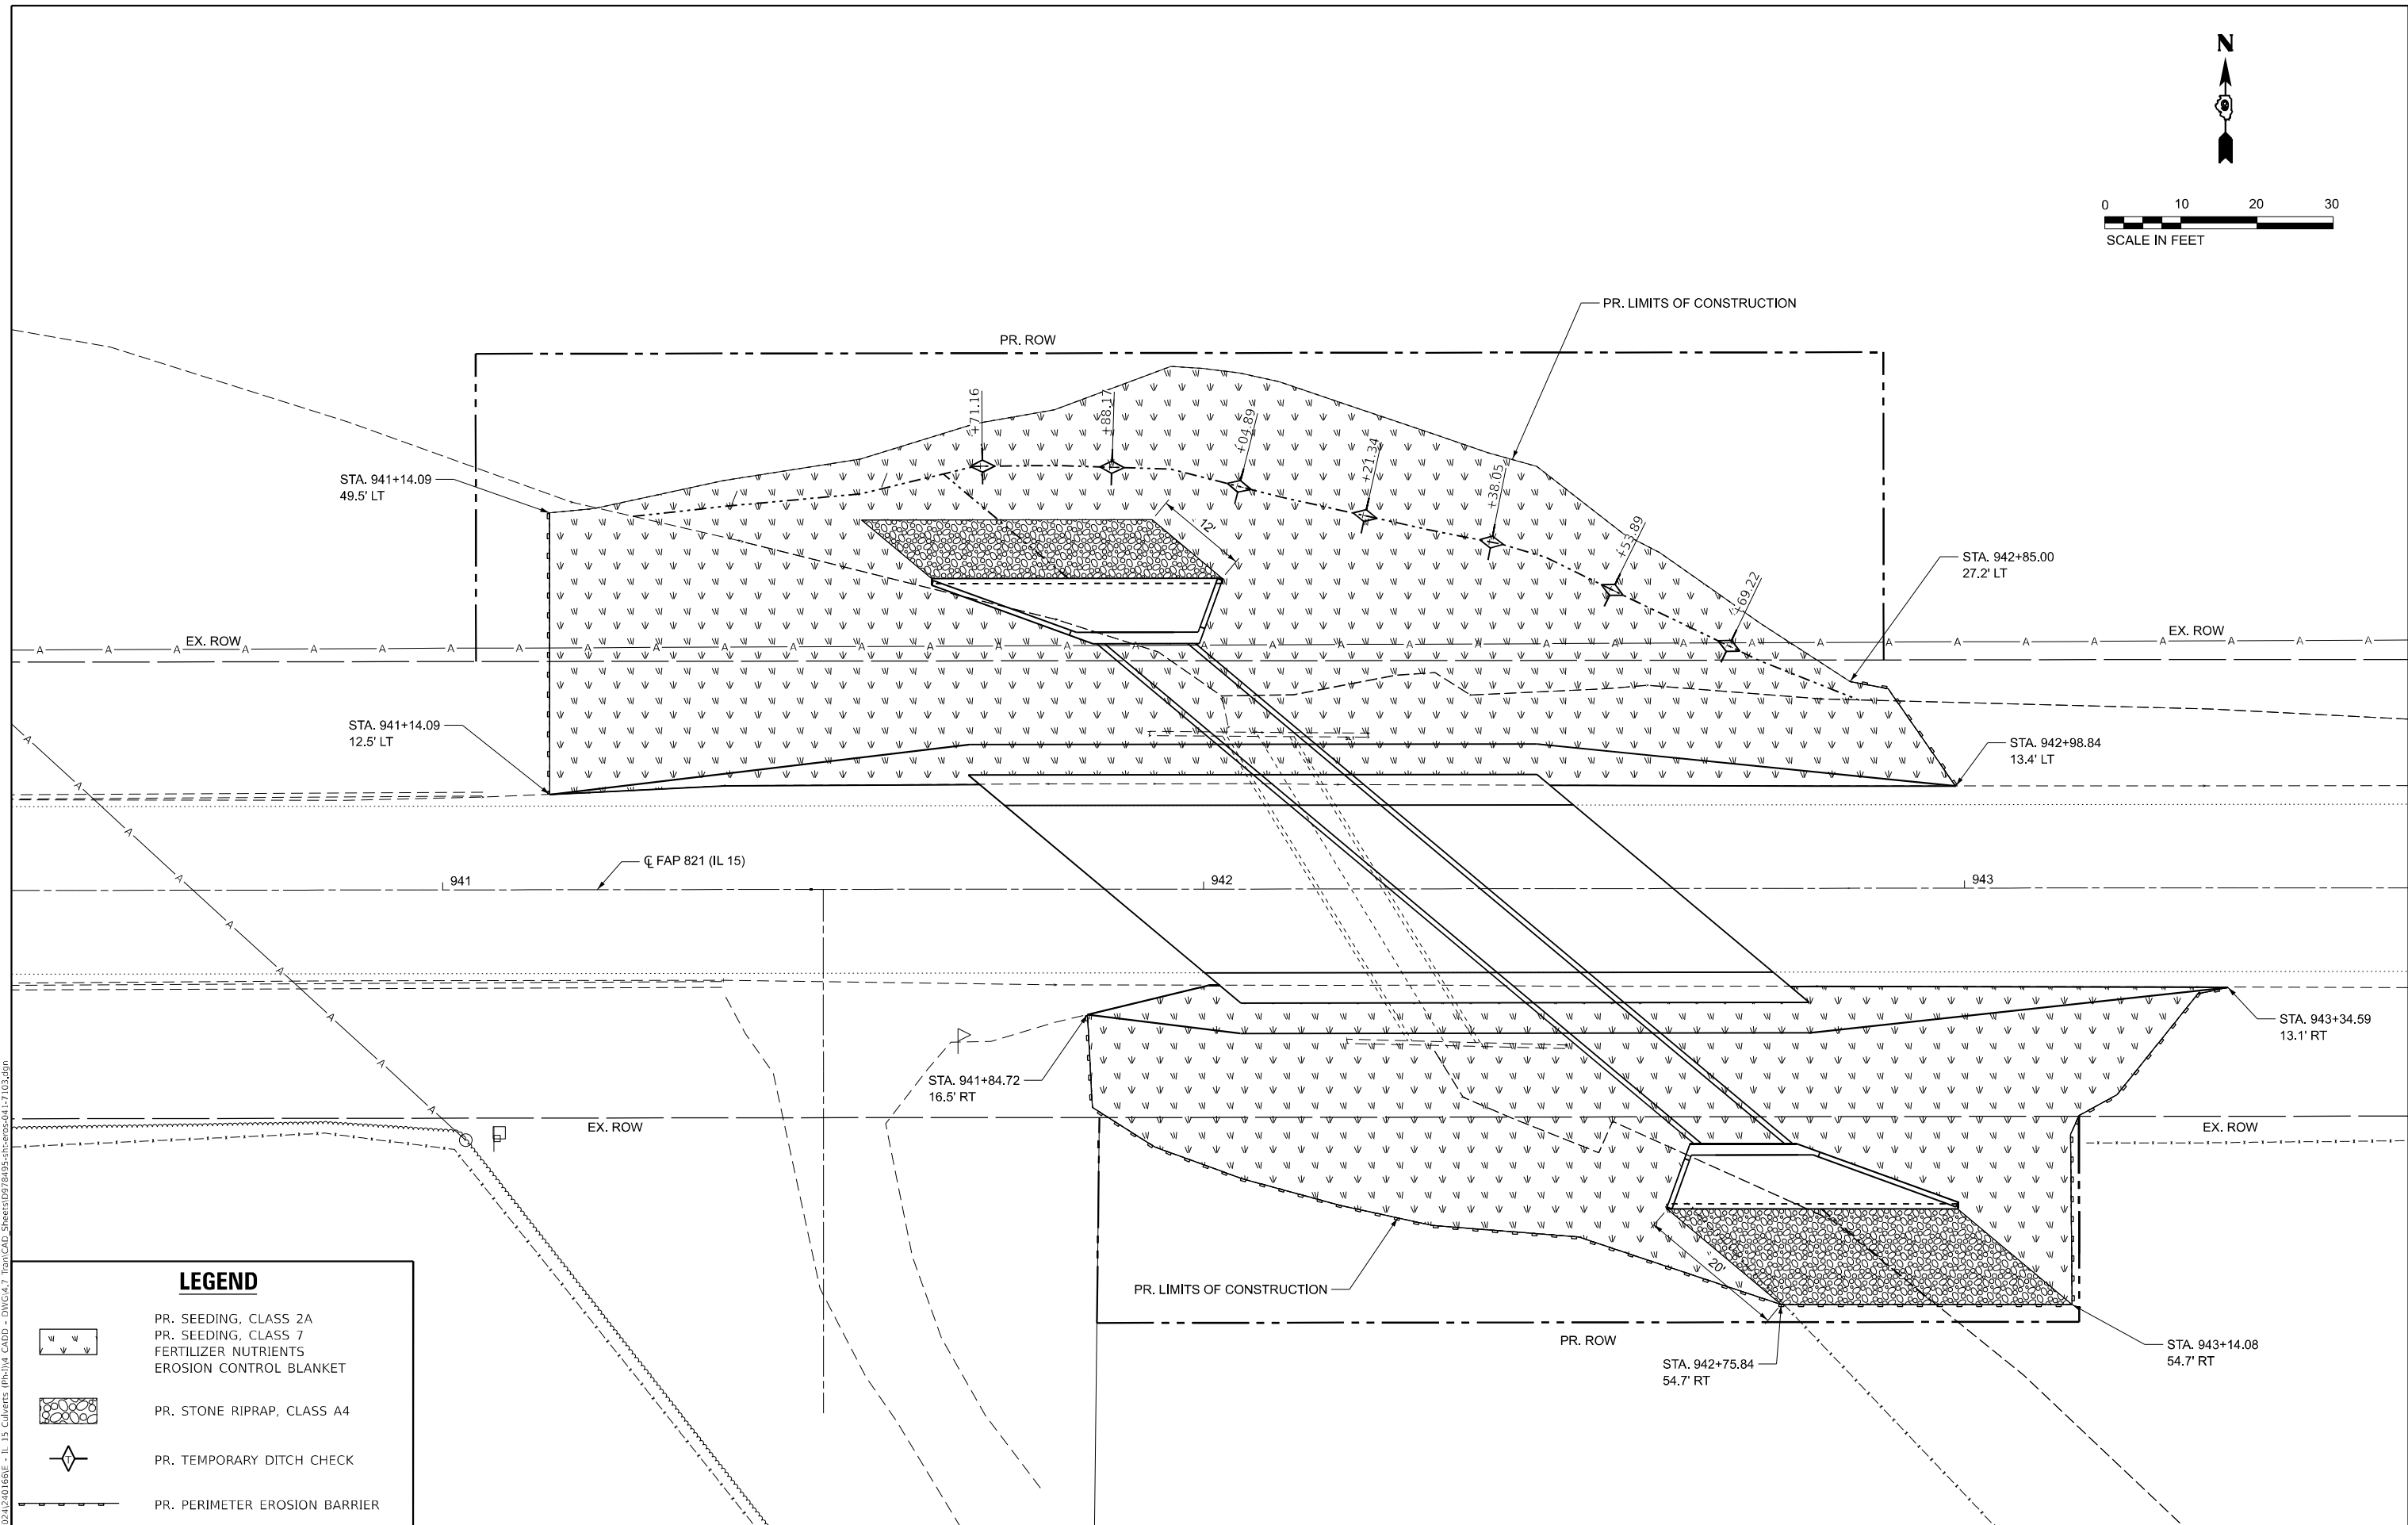 N
0 10 20 30
SCALE IN FEET
PR. LIMITS OF CONSTRUCTION
PR. ROW
+71.16
+88.17
+04.89
+21.34
+38.05
+53.89
+69.22
STA. 941+14.09
49.5' LT
12'
STA. 942+85.00
27.2' LT
EX. ROW
EX. ROW
STA. 941+14.09
12.5' LT
STA. 942+98.84
13.4' LT
℄ FAP 821 (IL 15)
941
942
943
STA. 943+34.59
13.1' RT
STA. 941+84.72
16.5' RT
EX. ROW
EX. ROW
20'
PR. LIMITS OF CONSTRUCTION
PR. ROW
STA. 942+75.84
54.7' RT
STA. 943+14.08
54.7' RT
LEGEND
PR. SEEDING, CLASS 2A
PR. SEEDING, CLASS 7
FERTILIZER NUTRIENTS
EROSION CONTROL BLANKET
PR. STONE RIPRAP, CLASS A4
T
PR. TEMPORARY DITCH CHECK
PR. PERIMETER EROSION BARRIER